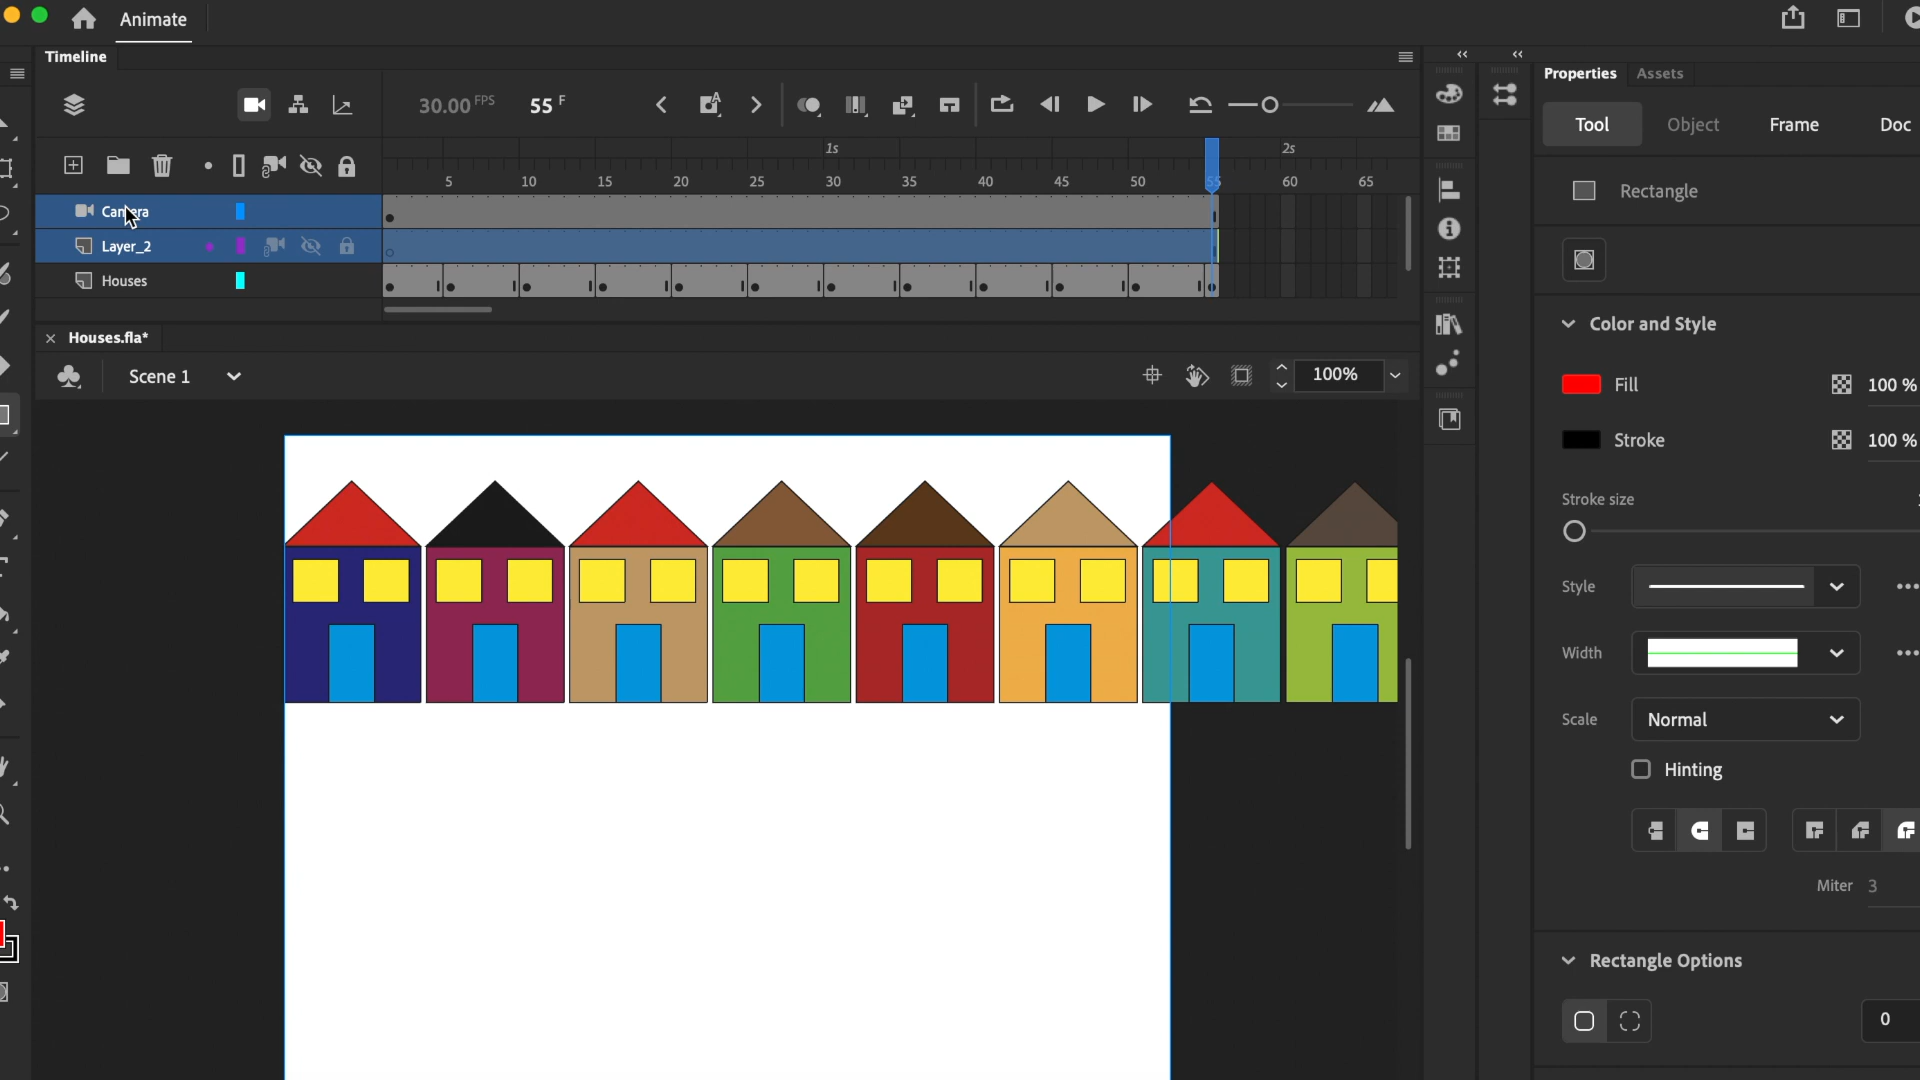 Animate
Timeline
Properties Assets
30.00 FPS 55 F
Tool Object Frame Doc
1s 2s
5 10 15 20 25 30 35 40 45 50 55 60 65
Camera
Rectangle
Layer_2
Houses
Color and Style
Houses.fla*
Scene 1
100%
Fill 100 %
Stroke 100 %
Stroke size
Style
Width
Scale Normal
Hinting
Miter 3
Rectangle Options
0